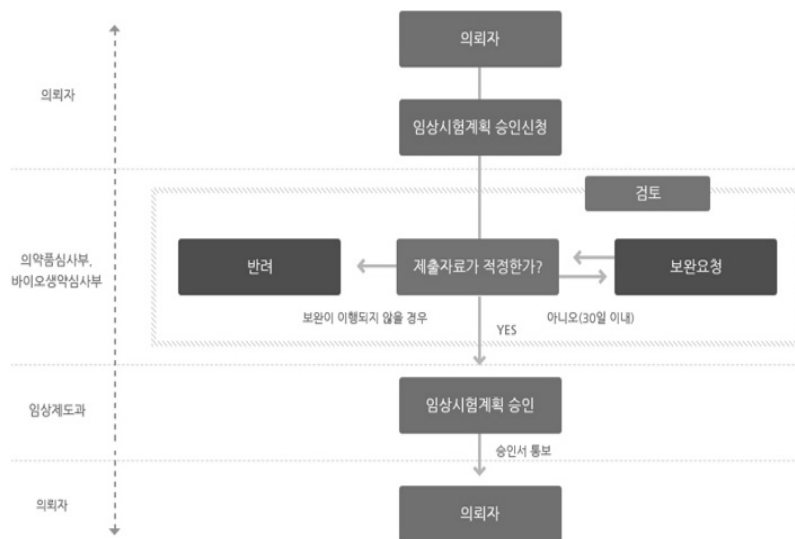 의뢰자
의뢰자
임상시험계획 승인신청
검토
의약품심사부,
바이오생약심사부
반려
제출자료가 적정한가?
보완요청
보완이 이행되지 않을 경우
YES
아니오(30일 이내)
임상제도과
임상시험계획 승인
승인서 통보
의뢰자
의뢰자